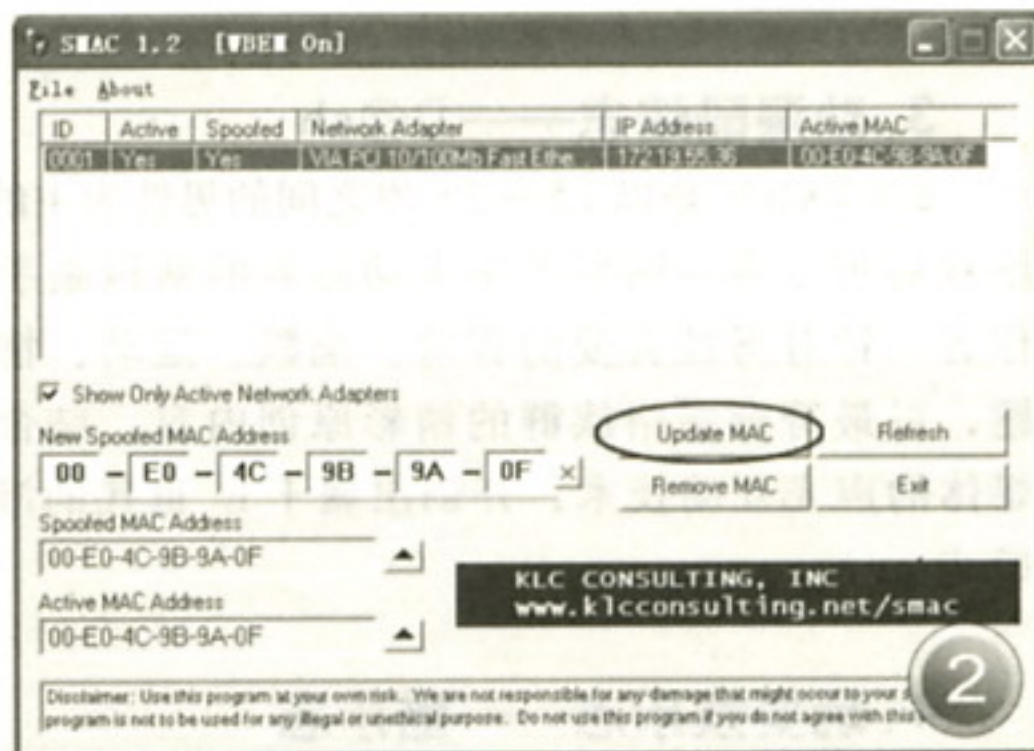 SMAC 1.2 [WBEM On]
File About
ID Active Spoofed Network Adapter IP Address Active MAC
0001 Yes Yes VIA PCI 10/100Mb Fast Ethe... 172.19.55.36 00-E0-4C-9B-9A-0F
Show Only Active Network Adapters
New Spoofed MAC Address
00 - E0 - 4C - 9B - 9A - 0F ×
Update MAC Refresh
Remove MAC Exit
Spoofed MAC Address
00-E0-4C-9B-9A-0F
Active MAC Address
00-E0-4C-9B-9A-0F
KLC CONSULTING, INC
www.klcconsulting.net/smac
2
Disclaimer: Use this program at your own risk. We are not responsible for any damage that might occur to your
program is not to be used for any illegal or unethical purpose. Do not use this program if you do not agree with this